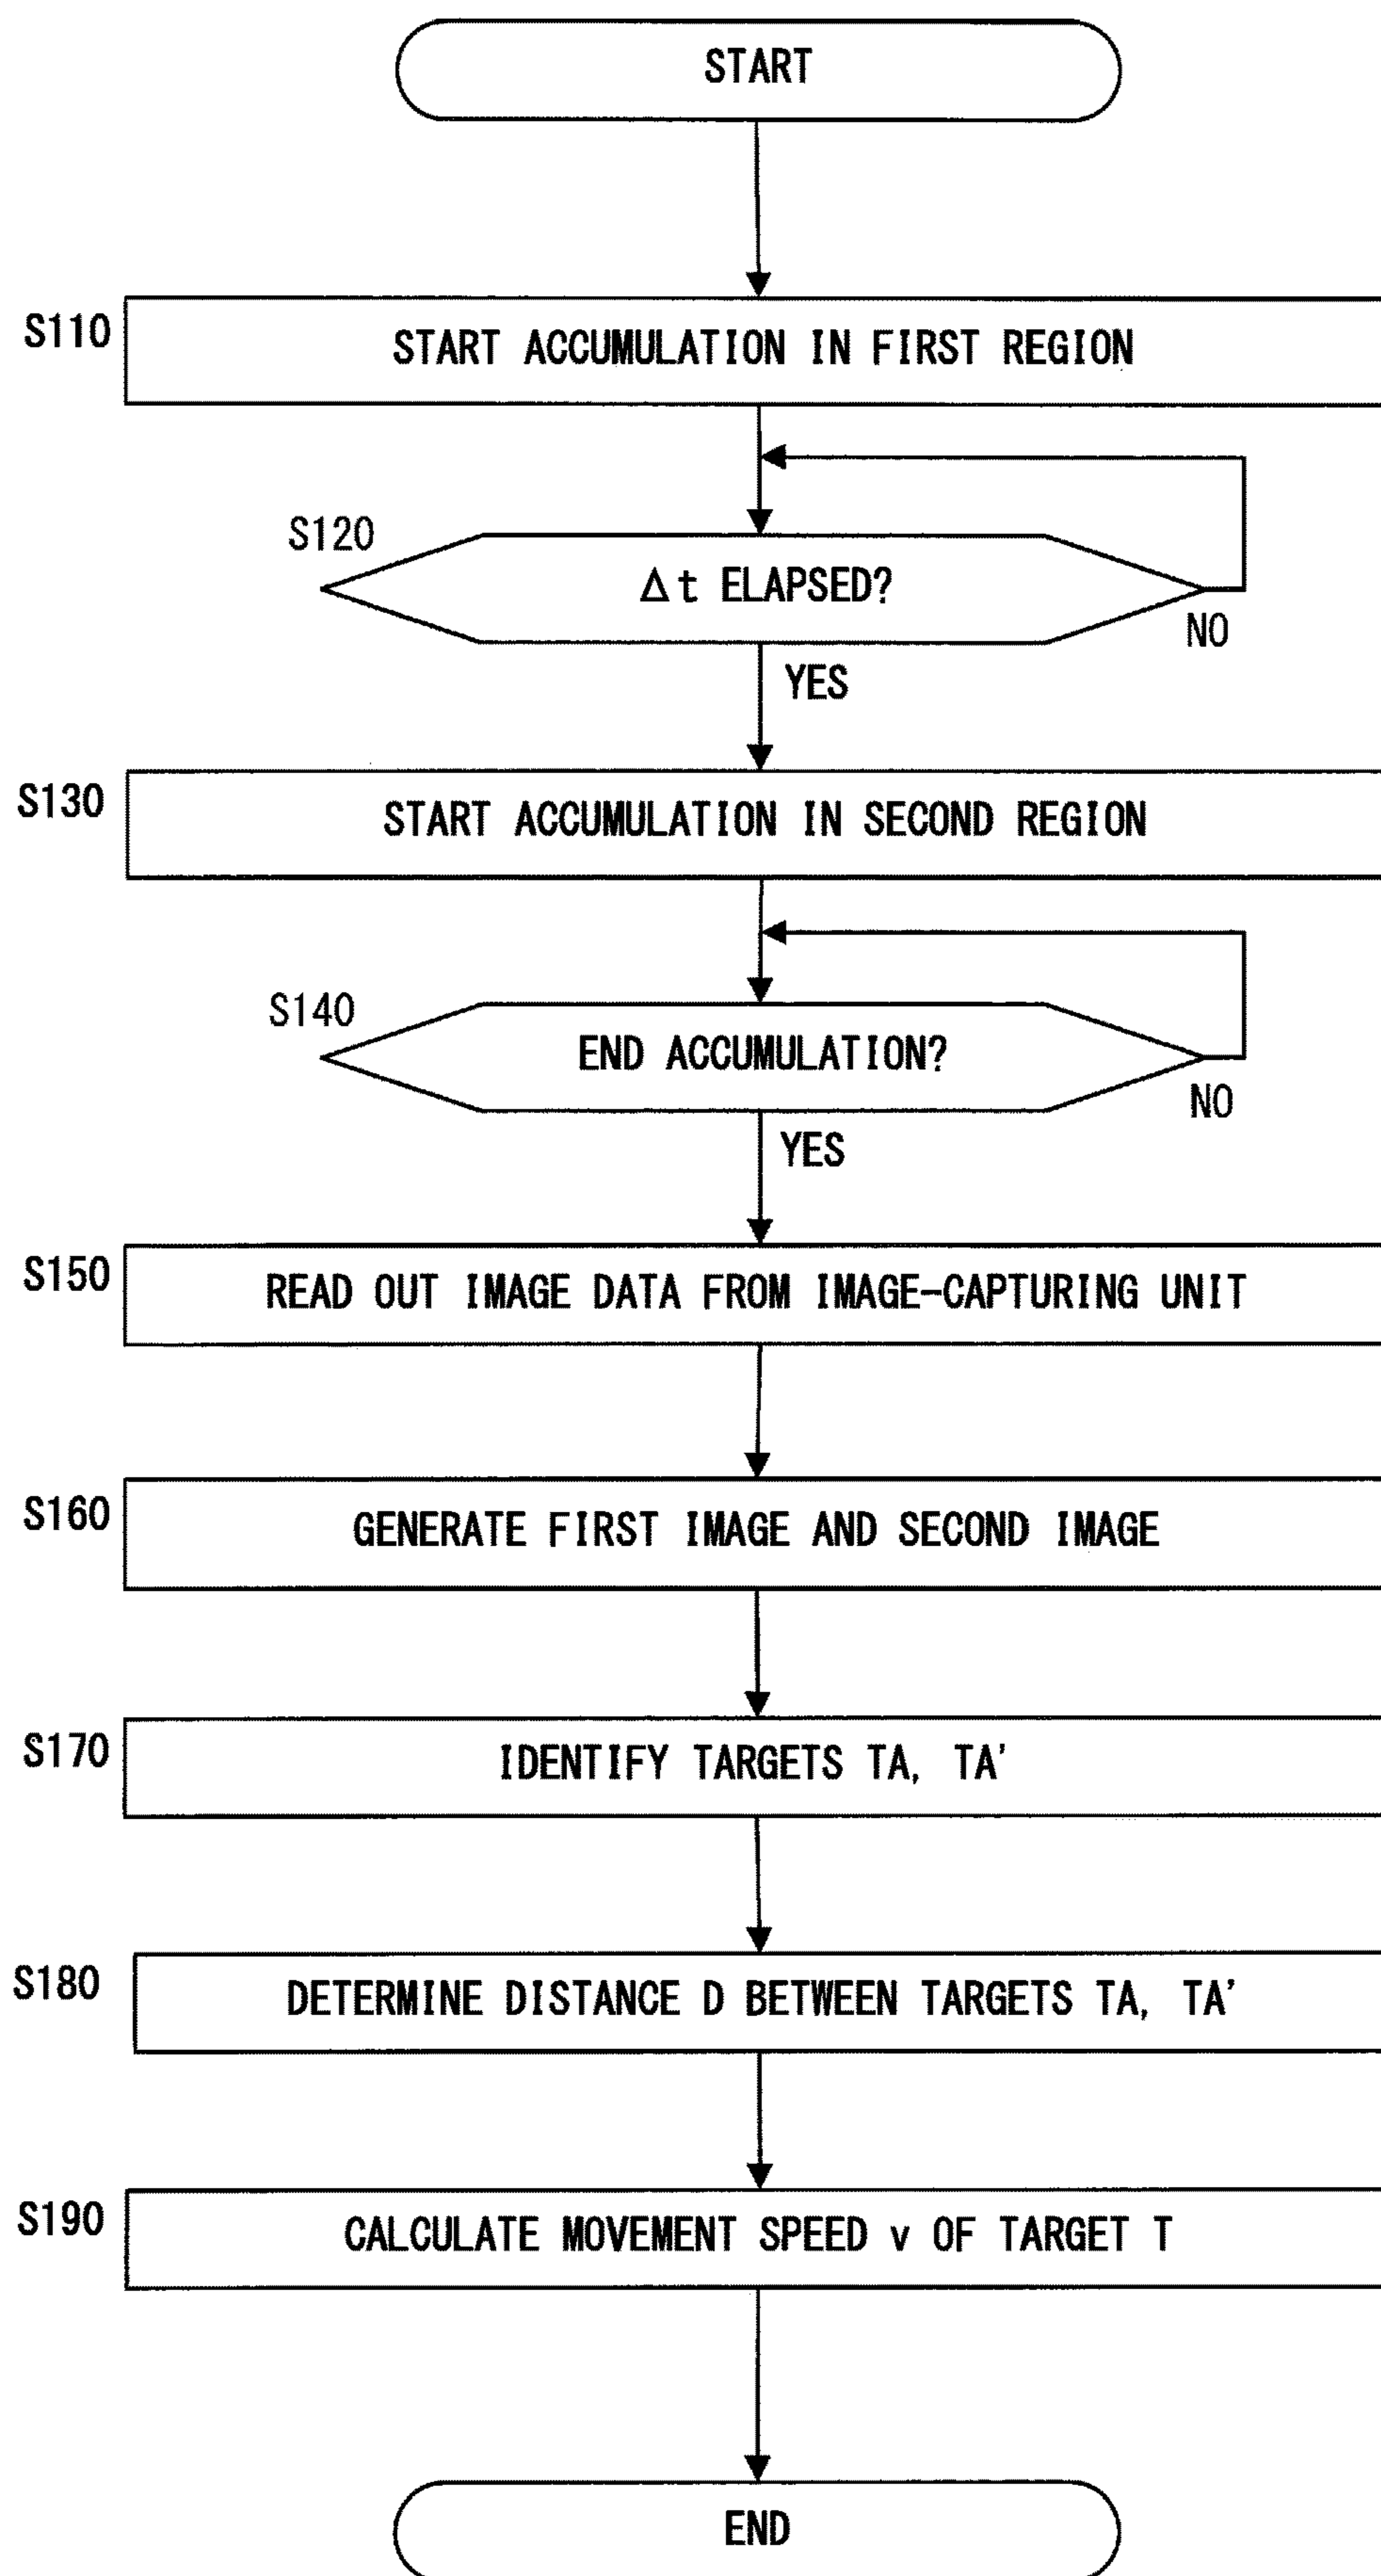 START
S110
START ACCUMULATION IN FIRST REGION
S120
Δt ELAPSED?
NO
YES
S130
START ACCUMULATION IN SECOND REGION
S140
END ACCUMULATION?
NO
YES
S150
READ OUT IMAGE DATA FROM IMAGE-CAPTURING UNIT
S160
GENERATE FIRST IMAGE AND SECOND IMAGE
S170
IDENTIFY TARGETS TA, TA'
S180
DETERMINE DISTANCE D BETWEEN TARGETS TA, TA'
S190
CALCULATE MOVEMENT SPEED v OF TARGET T
END